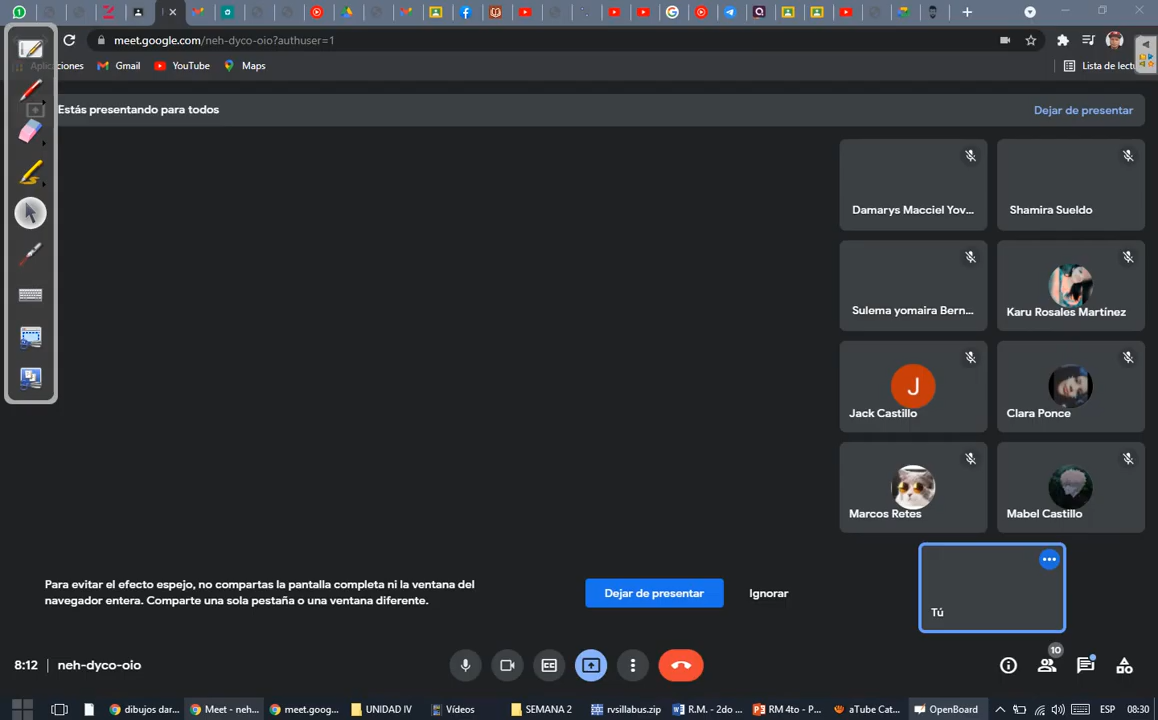 meet.google.com/neh-dyco-oio?authuser=1
Aplicaciones
Gmail
YouTube
Maps
Lista de lectu
Estás presentando para todos
Dejar de presentar
Damarys Macciel Yov...
Shamira Sueldo
Sulema yomaira Bern...
Karu Rosales Martínez
J
Jack Castillo
Clara Ponce
Marcos Retes
Mabel Castillo
Para evitar el efecto espejo, no compartas la pantalla completa ni la ventana del
navegador entera. Comparte una sola pestaña o una ventana diferente.
Dejar de presentar
Ignorar
Tú
8:12
neh-dyco-oio
10
dibujos dar...
Meet - neh...
meet.goog...
UNIDAD IV
Vídeos
SEMANA 2
rvsillabus.zip
R.M. - 2do ...
RM 4to - P...
aTube Cat...
OpenBoard
ESP
08:30